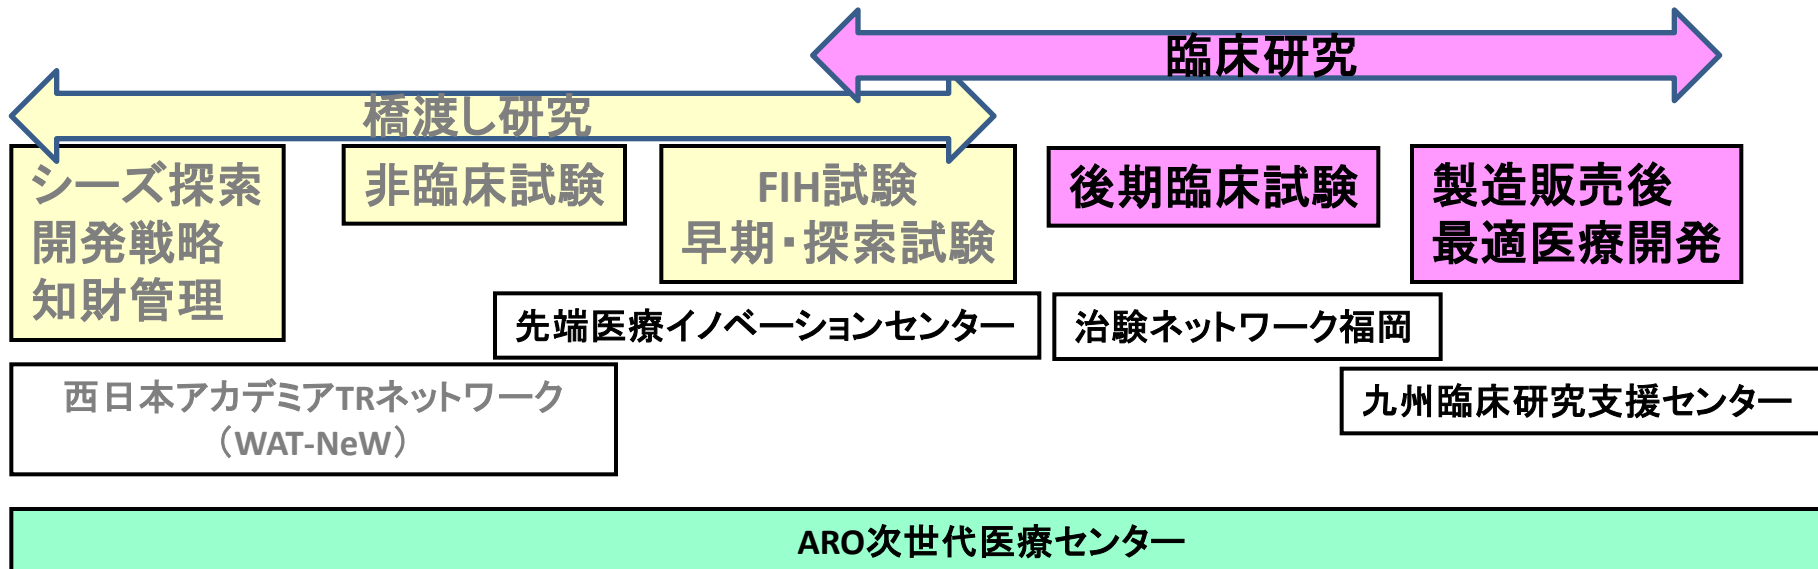 臨床研究
橋渡し研究
シーズ探索
開発戦略
知財管理
非臨床試験
FIH試験
早期・探索試験
後期臨床試験
製造販売後
最適医療開発
先端医療イノベーションセンター
治験ネットワーク福岡
西日本アカデミアTRネットワーク
（WAT-NeW）
九州臨床研究支援センター
ARO次世代医療センター